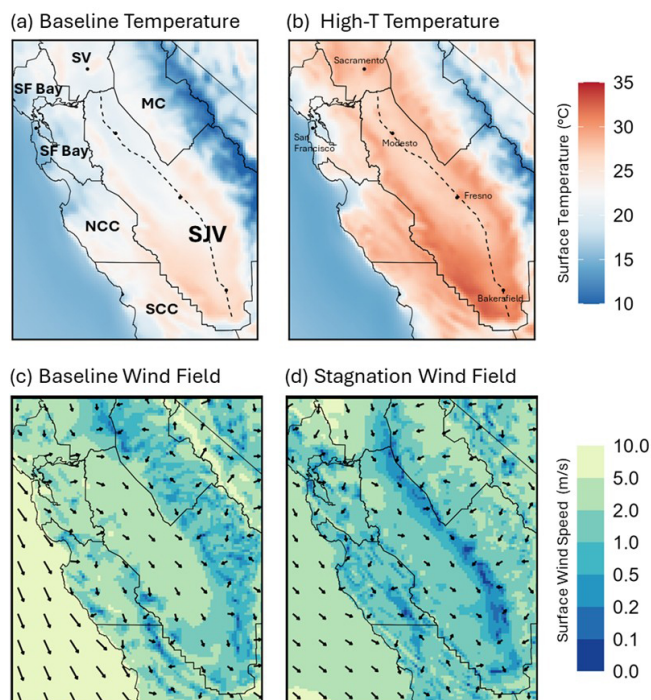 (a) Baseline Temperature
(b) High-T Temperature
SV
SF Bay
MC
SF Bay
NCC
SJV
SCC
Sacramento
San
Francisco
Modesto
Fresno
Bakersfield
35
30
25
20
15
10
Surface Temperature (ºC)
(c) Baseline Wind Field
(d) Stagnation Wind Field
10.0
5.0
2.0
1.0
0.5
0.2
0.1
0.0
Surface Wind Speed (m/s)